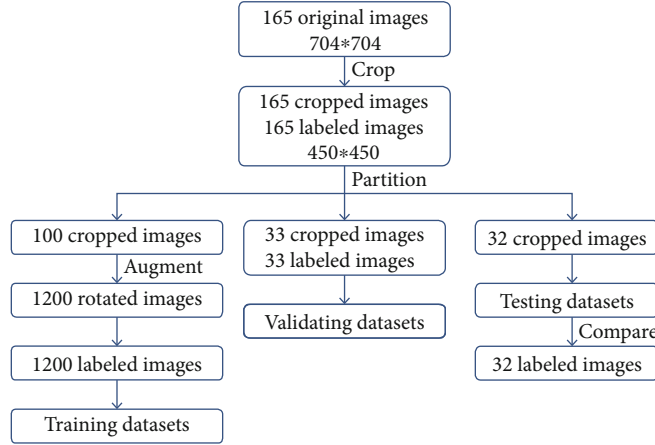 165 original images
704*704
Crop
165 cropped images
165 labeled images
450*450
Partition
100 cropped images
Augment
1200 rotated images
1200 labeled images
Training datasets
33 cropped images
33 labeled images
Validating datasets
32 cropped images
Testing datasets
Compare
32 labeled images